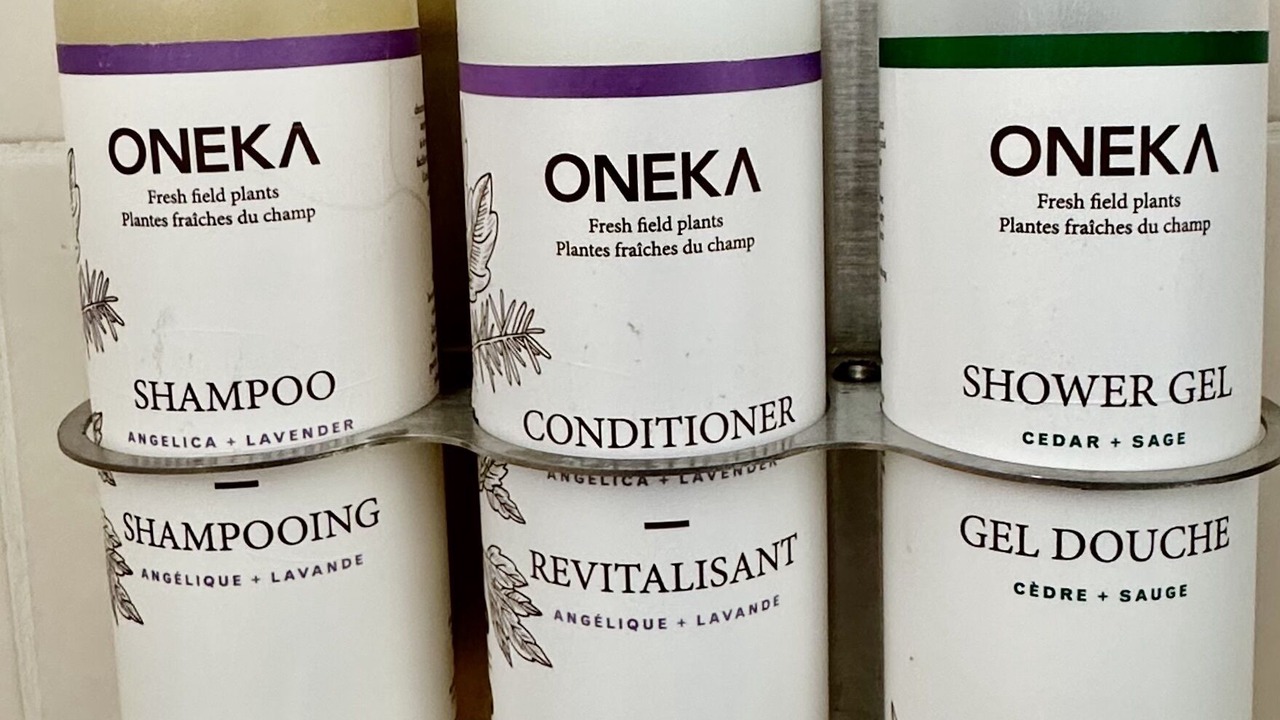 ONEKA
Fresh field plants
Plantes fraîches du champ
SHAMPOO
ANGELICA + LAVENDER
SHAMPOOING
ANGÉLIQUE + LAVANDE
ONEKA
Fresh field plants
Plantes fraîches du champ
CONDITIONER
ANGELICA + LAVENDER
REVITALISANT
ANGÉLIQUE + LAVANDE
ONEKA
Fresh field plants
Plantes fraîches du champ
SHOWER GEL
CEDAR + SAGE
GEL DOUCHE
CÈDRE + SAUGE